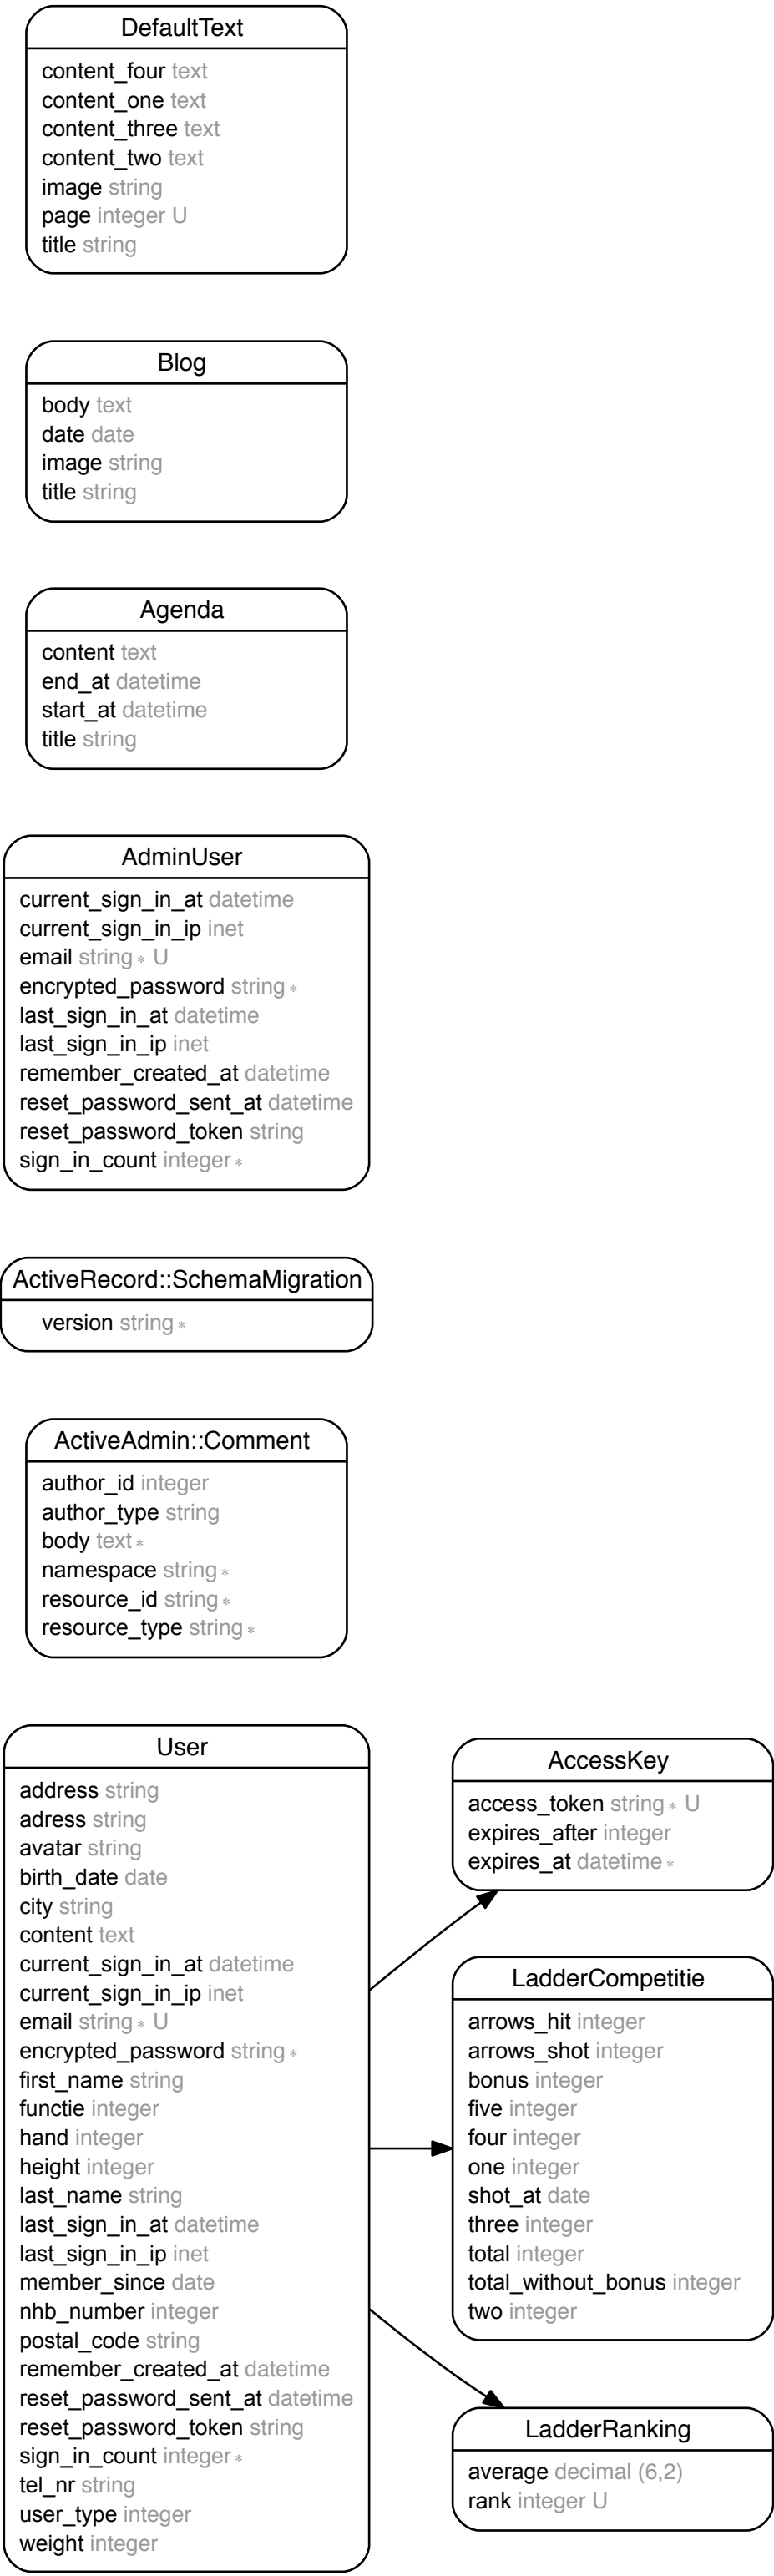 DefaultText
content_four text
content_one text
content_three text
content_two text
image string
page integer U
title string
Blog
body text
date date
image string
title string
Agenda
content text
end_at datetime
start_at datetime
title string
AdminUser
current_sign_in_at datetime
current_sign_in_ip inet
email string∗ U
encrypted_password string∗
last_sign_in_at datetime
last_sign_in_ip inet
remember_created_at datetime
reset_password_sent_at datetime
reset_password_token string
sign_in_count integer∗
ActiveRecord::SchemaMigration
version string∗
ActiveAdmin::Comment
author_id integer
author_type string
body text∗
namespace string∗
resource_id string∗
resource_type string∗
User
address string
adress string
avatar string
birth_date date
city string
content text
current_sign_in_at datetime
current_sign_in_ip inet
email string∗ U
encrypted_password string∗
first_name string
functie integer
hand integer
height integer
last_name string
last_sign_in_at datetime
last_sign_in_ip inet
member_since date
nhb_number integer
postal_code string
remember_created_at datetime
reset_password_sent_at datetime
reset_password_token string
sign_in_count integer∗
tel_nr string
user_type integer
weight integer
AccessKey
access_token string∗ U
expires_after integer
expires_at datetime∗
LadderCompetitie
arrows_hit integer
arrows_shot integer
bonus integer
five integer
four integer
one integer
shot_at date
three integer
total integer
total_without_bonus integer
two integer
LadderRanking
average decimal (6,2)
rank integer U